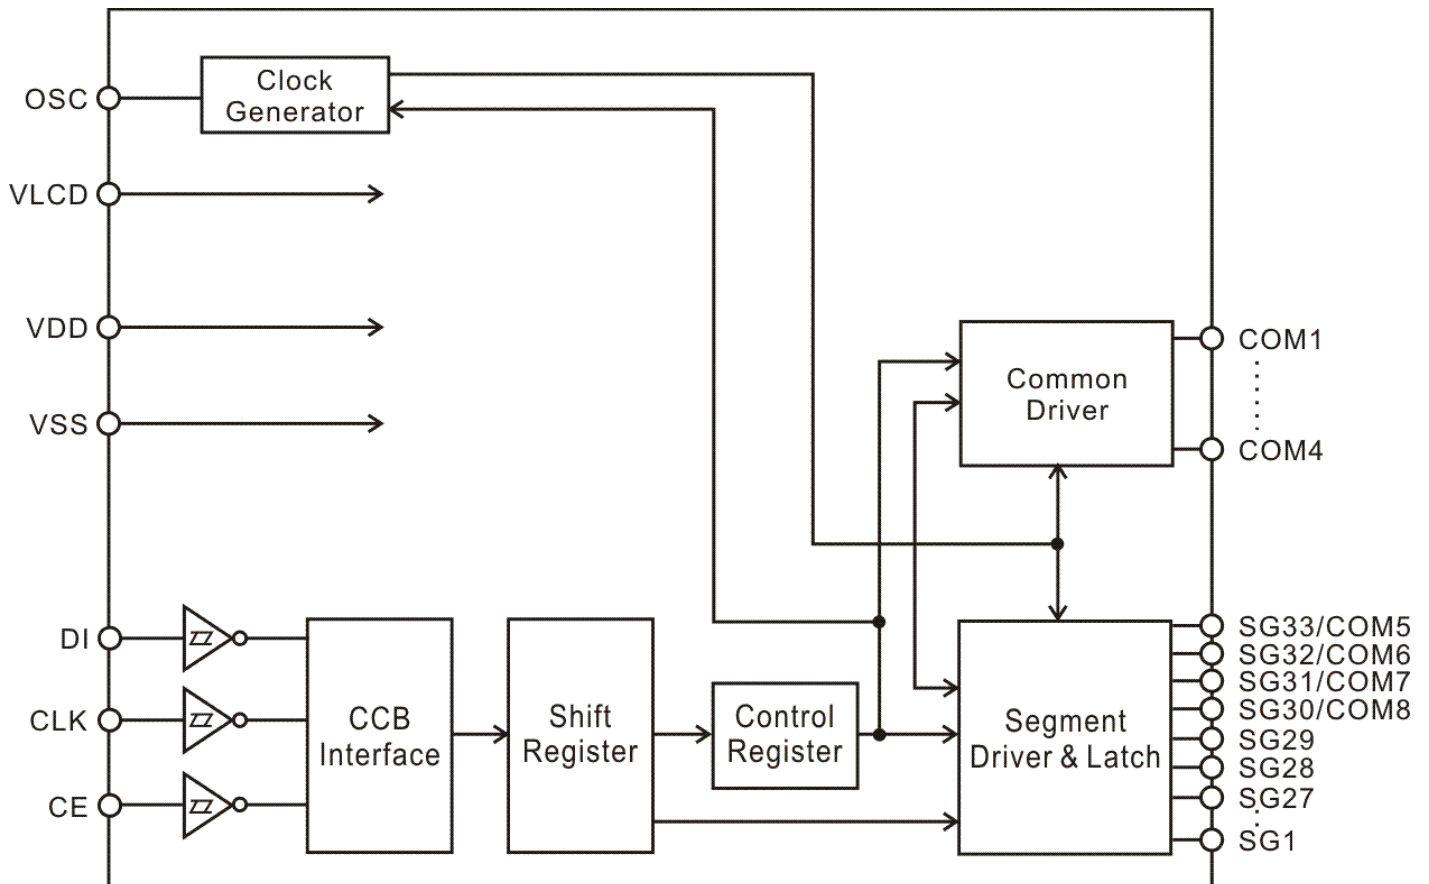 OSC
Clock
Generator
VLCD
VDD
VSS
Common
Driver
COM1
COM4
DI
CLK
CE
CCB
Interface
Shift
Register
Control
Register
Segment
Driver & Latch
SG33/COM5
SG32/COM6
SG31/COM7
SG30/COM8
SG29
SG28
SG27
SG1